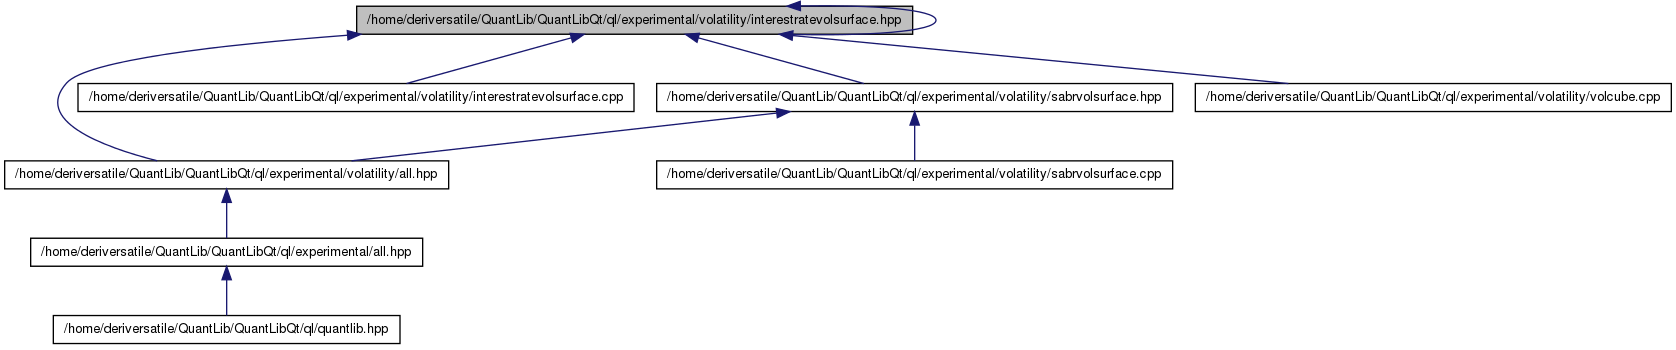 /home/deriversatile/QuantLib/QuantLibQt/ql/experimental/volatility/interestratevolsurface.hpp
/home/deriversatile/QuantLib/QuantLibQt/ql/experimental/volatility/interestratevolsurface.cpp
/home/deriversatile/QuantLib/QuantLibQt/ql/experimental/volatility/sabrvolsurface.hpp
/home/deriversatile/QuantLib/QuantLibQt/ql/experimental/volatility/volcube.cpp
/home/deriversatile/QuantLib/QuantLibQt/ql/experimental/volatility/all.hpp
/home/deriversatile/QuantLib/QuantLibQt/ql/experimental/volatility/sabrvolsurface.cpp
/home/deriversatile/QuantLib/QuantLibQt/ql/experimental/all.hpp
/home/deriversatile/QuantLib/QuantLibQt/ql/quantlib.hpp